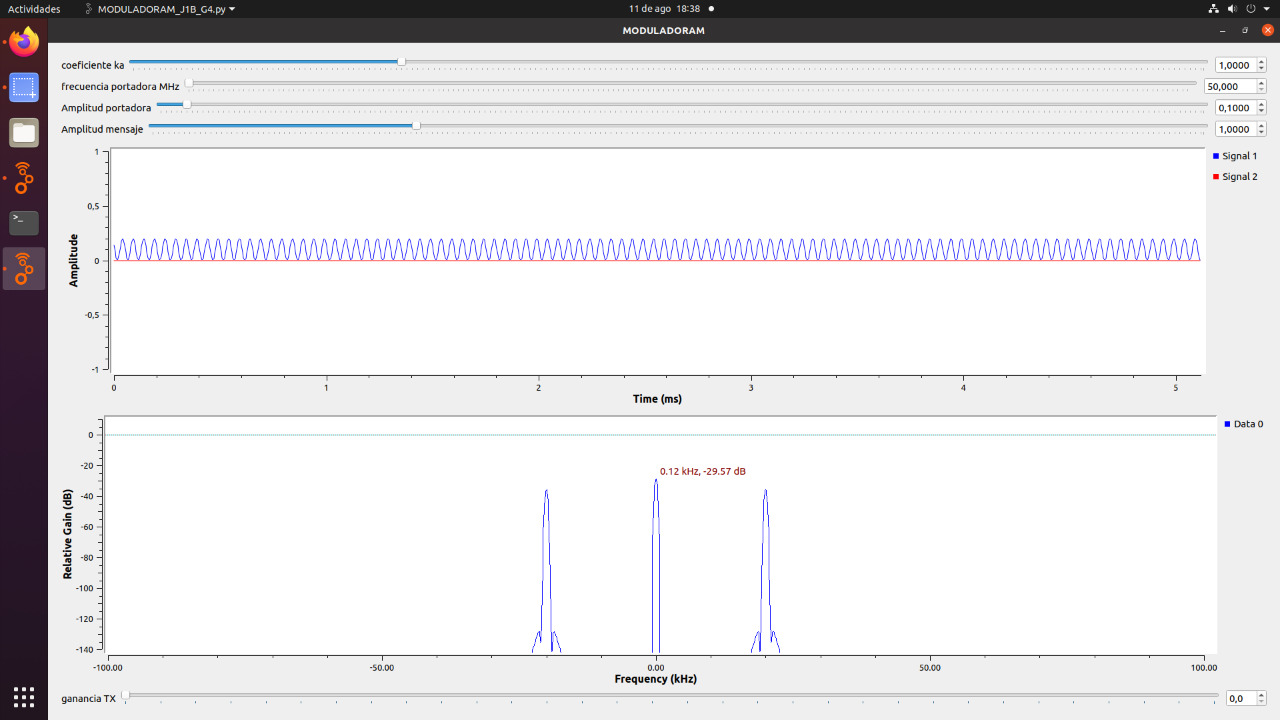 Actividades MODULADORAM_J1B_G4.py 11 de ago 18:38
MODULADORAM
coeficiente ka 1,0000
frecuencia portadora MHz 50,000
Amplitud portadora 0,1000
Amplitud mensaje 1,0000
Signal 1
Signal 2
Amplitude
1
0,5
0
-0,5
-1
0 1 2 3 4 5
Time (ms)
Data 0
Relative Gain (dB)
0
-20
-40
-60
-80
-100
-120
-140
0.12 kHz, -29.57 dB
-100.00 -50.00 0.00 50.00 100.00
Frequency (kHz)
ganancia TX 0,0